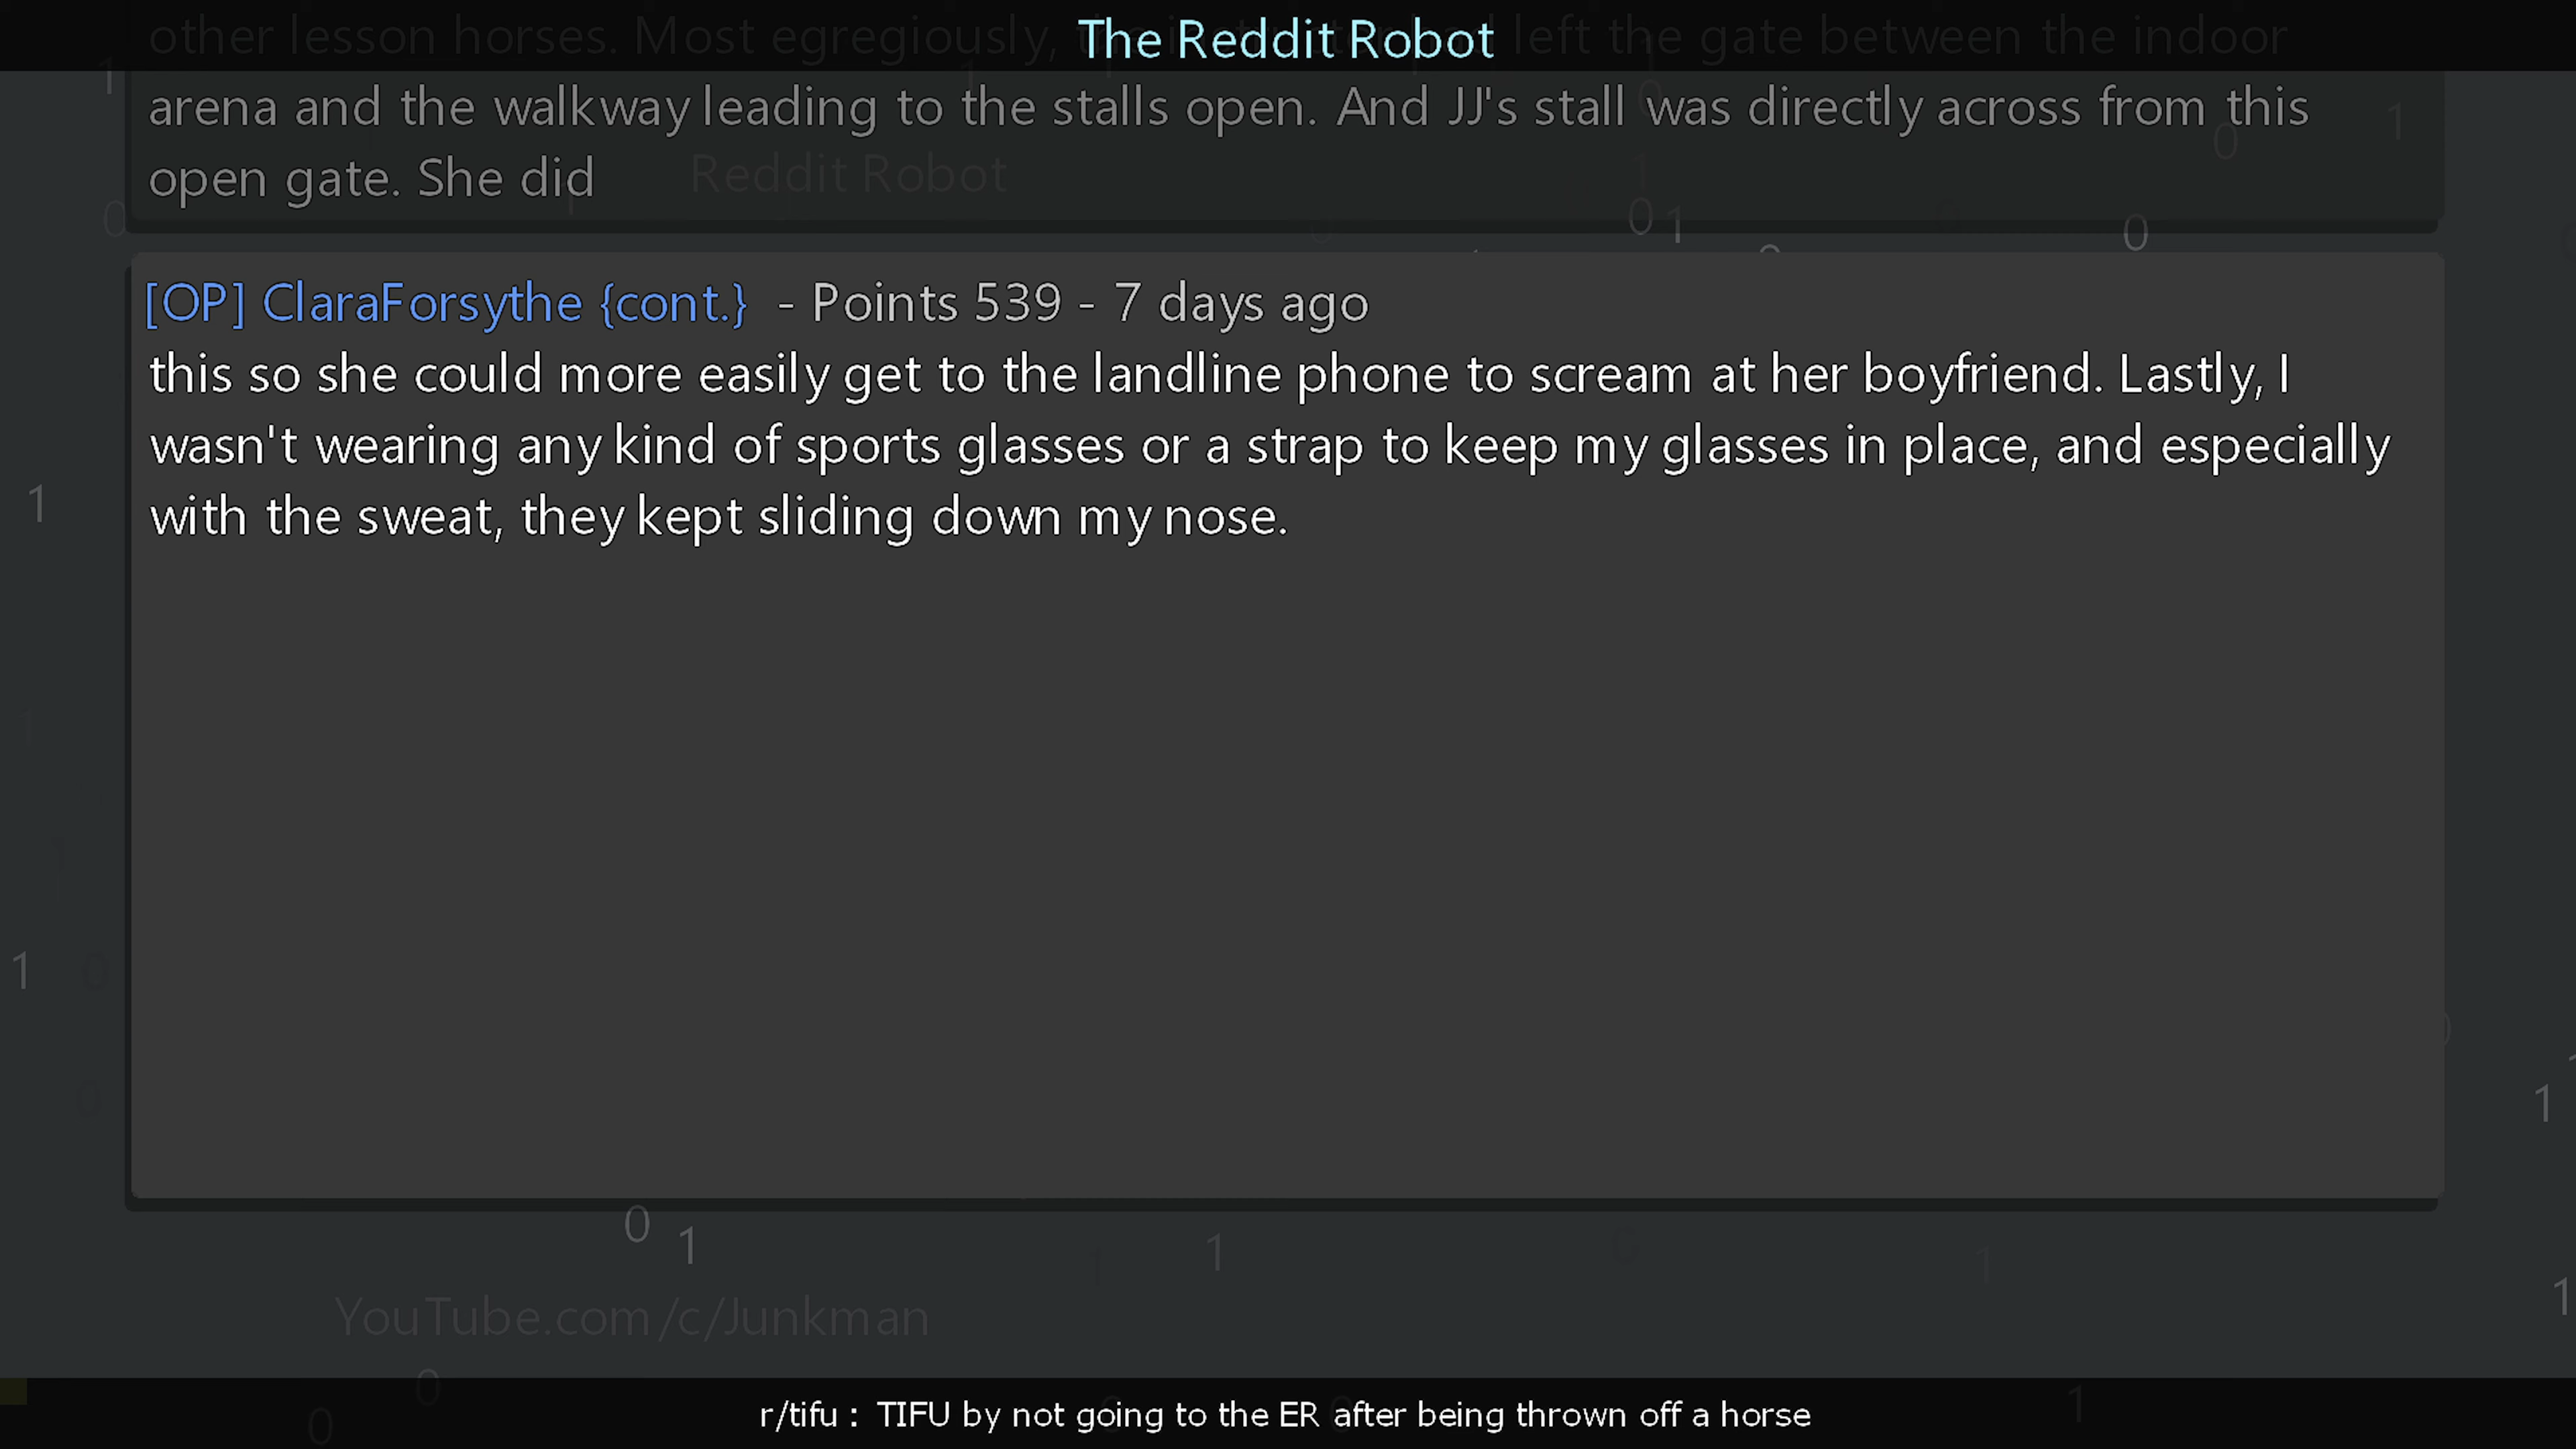 The Reddit Robot
other lesson horses. Most egregiously, left the gate between the indoor
arena and the walkway leading to the stalls open. And JJ's stall was directly across from this
open gate. She did
Reddit Robot
[OP] ClaraForsythe {cont.} - Points 539 - 7 days ago
this so she could more easily get to the landline phone to scream at her boyfriend. Lastly, I
wasn't wearing any kind of sports glasses or a strap to keep my glasses in place, and especially
with the sweat, they kept sliding down my nose.
YouTube.com/c/Junkman
r/tifu : TIFU by not going to the ER after being thrown off a horse